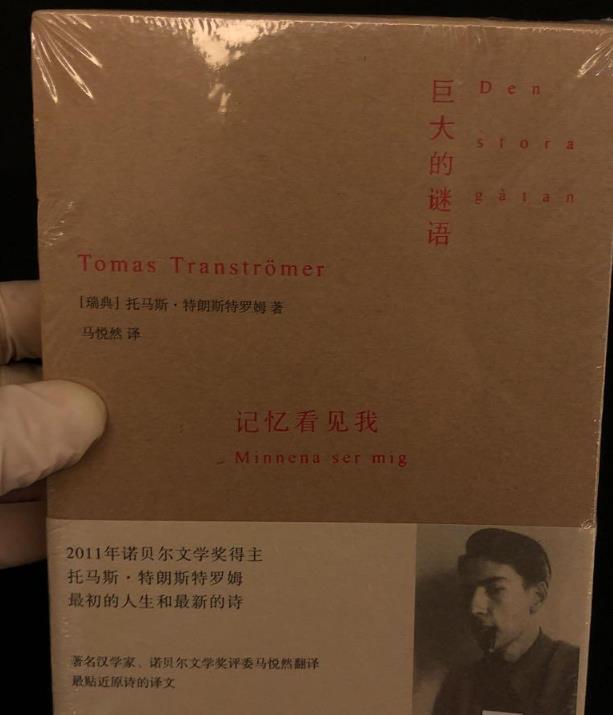 巨大的谜语
Den
stora
gåtan
Tomas Tranströmer
[瑞典] 托马斯·特朗斯特罗姆 著
马悦然 译
记忆看见我
Minnena ser mig
2011年诺贝尔文学奖得主
托马斯·特朗斯特罗姆
最初的人生和最新的诗
著名汉学家、诺贝尔文学奖评委马悦然翻译
最贴近原诗的译文